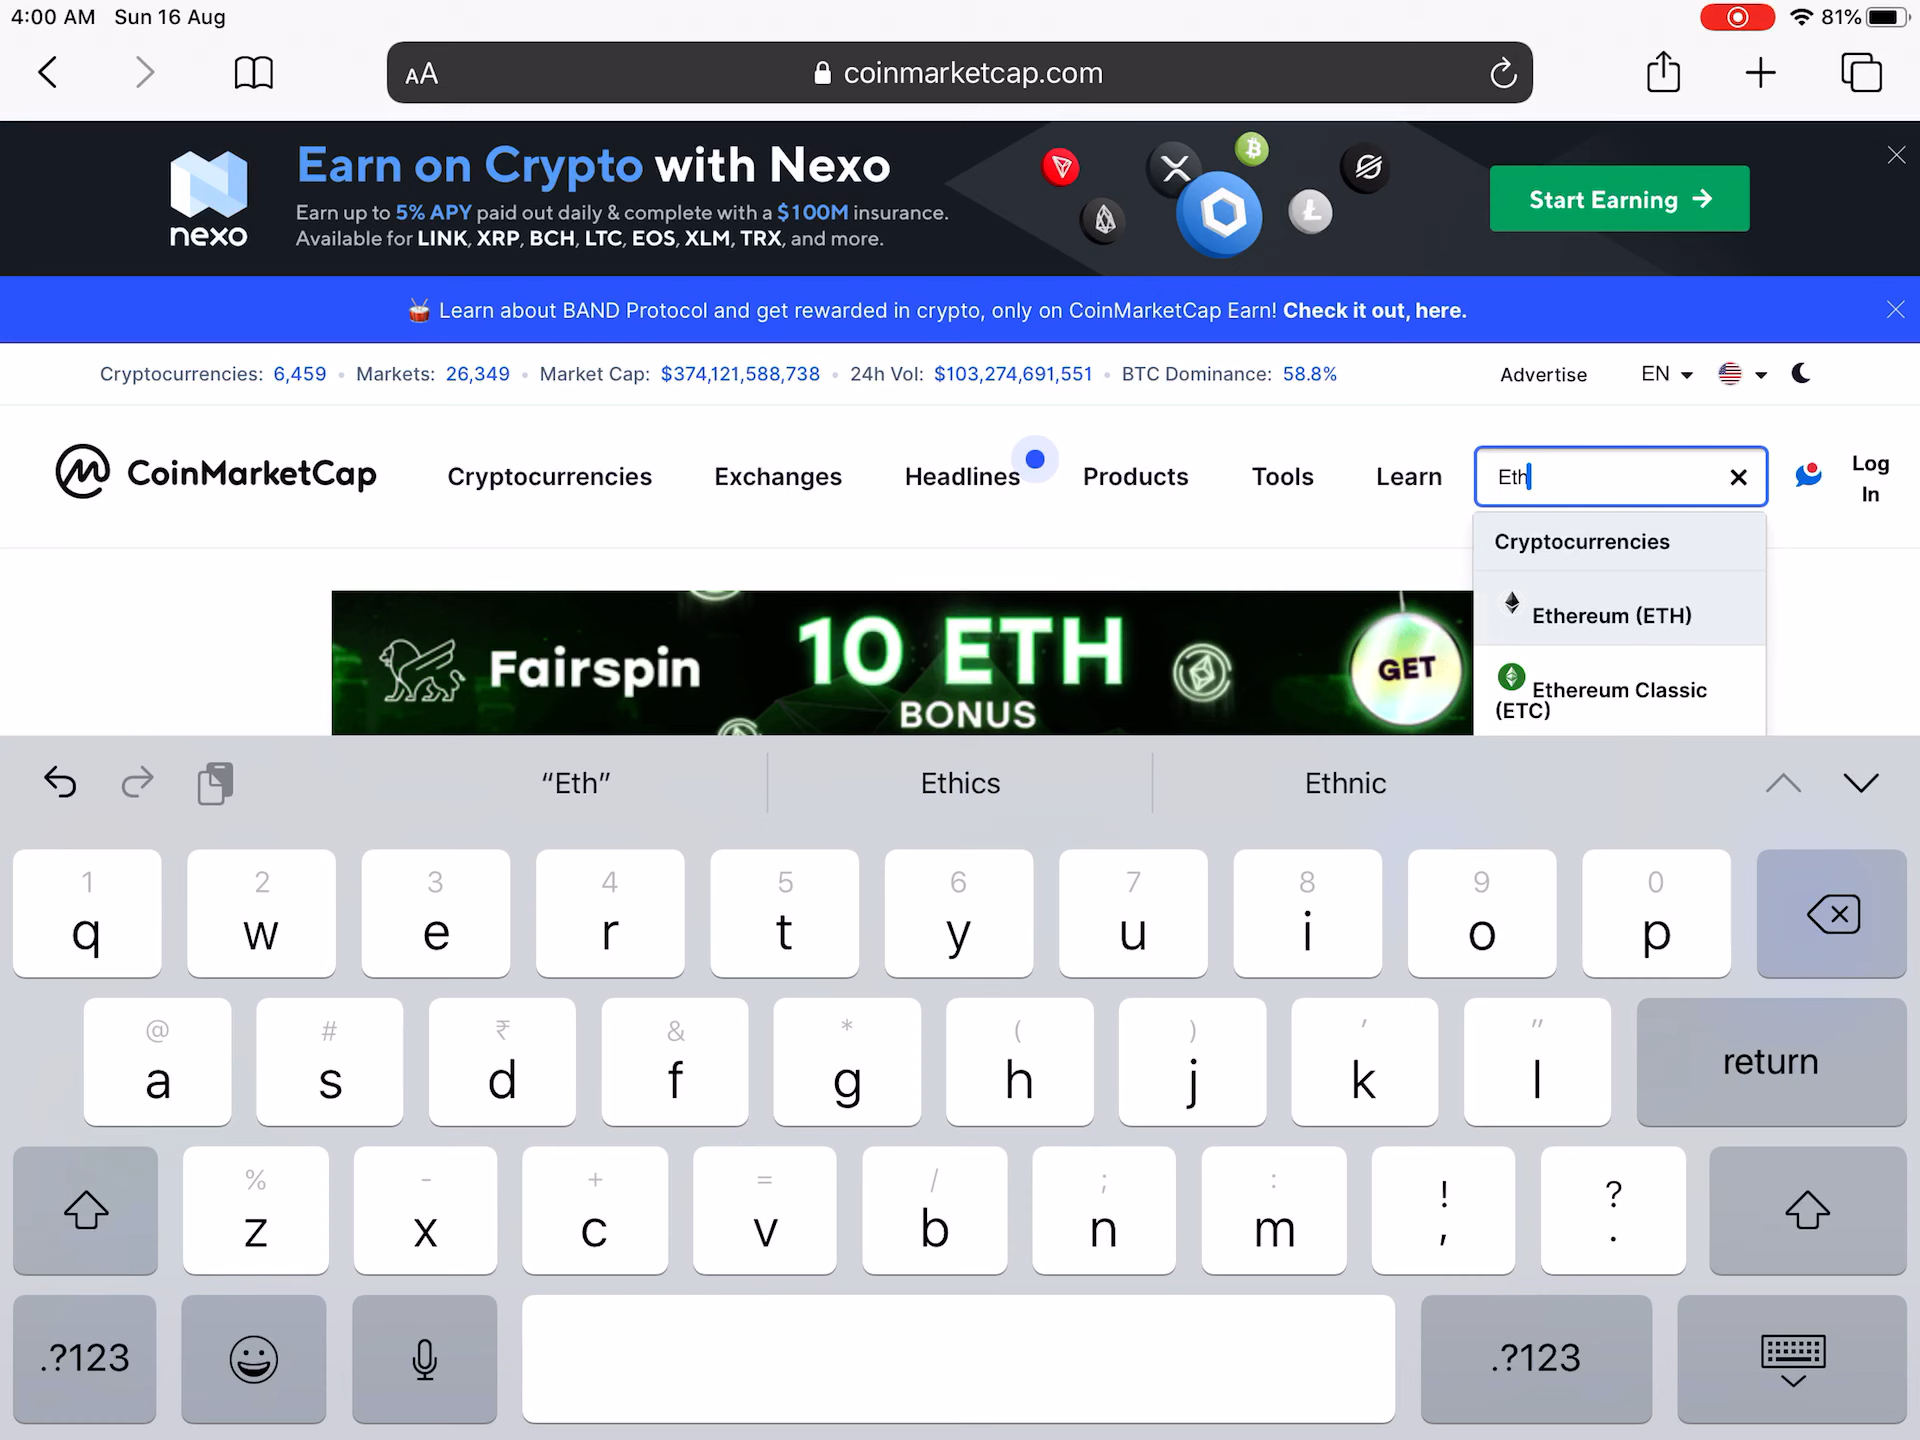 4:00 AM Sun 16 Aug 81%
AA coinmarketcap.com
Earn on Crypto with Nexo
Earn up to 5% APY paid out daily & complete with a $100M insurance.
Available for LINK, XRP, BCH, LTC, EOS, XLM, TRX, and more.
nexo
Start Earning →
Learn about BAND Protocol and get rewarded in crypto, only on CoinMarketCap Earn! Check it out, here.
Cryptocurrencies: 6,459 • Markets: 26,349 • Market Cap: $374,121,588,738 • 24h Vol: $103,274,691,551 • BTC Dominance: 58.8% Advertise EN
CoinMarketCap Cryptocurrencies Exchanges Headlines Products Tools Learn Eth Log In
Cryptocurrencies
Ethereum (ETH)
Ethereum Classic
(ETC)
Fairspin 10 ETH BONUS GET
“Eth” Ethics Ethnic
1 2 3 4 5 6 7 8 9 0
q w e r t y u i o p
@ # ₹ & * ( ) ' "
a s d f g h j k l return
% - + = / ; : ! ?
z x c v b n m , .
.?123 .?123